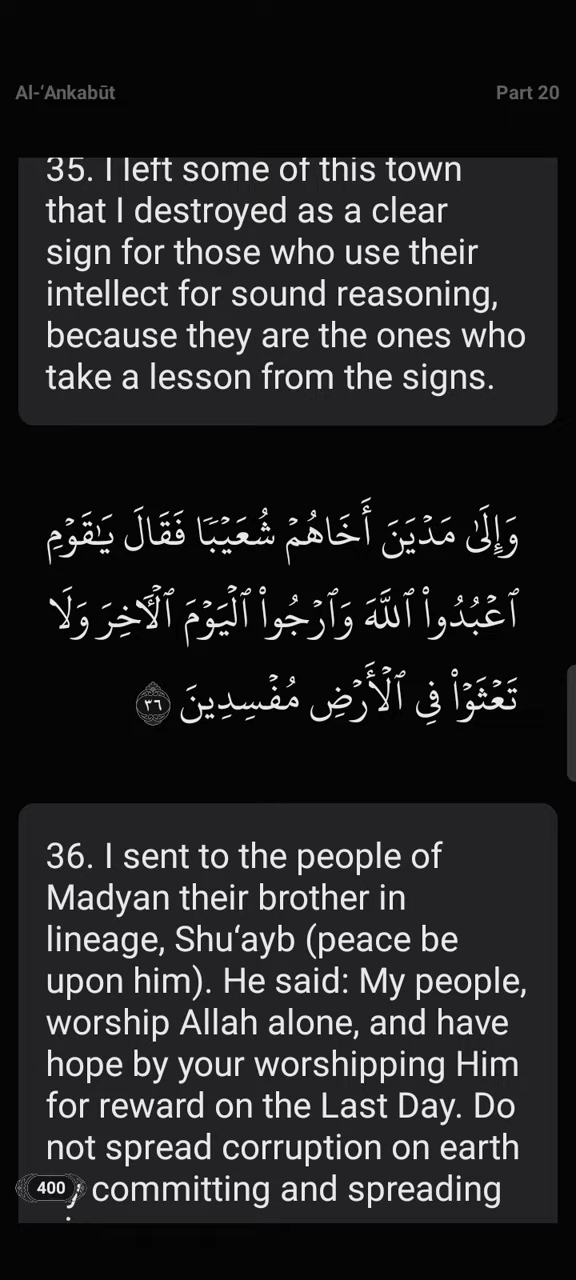 Al-ʻAnkabūt
Part 20
35. I left some of this town
that I destroyed as a clear
sign for those who use their
intellect for sound reasoning,
because they are the ones who
take a lesson from the signs.
وَإِلَىٰ مَدۡيَنَ أَخَاهُمۡ شُعَيۡبٗا فَقَالَ يَٰقَوۡمِ
ٱعۡبُدُواْ ٱللَّهَ وَٱرۡجُواْ ٱلۡيَوۡمَ ٱلۡأٓخِرَ وَلَا
تَعۡثَوۡاْ فِي ٱلۡأَرۡضِ مُفۡسِدِينَ ٣٦
36. I sent to the people of
Madyan their brother in
lineage, Shuʻayb (peace be
upon him). He said: My people,
worship Allah alone, and have
hope by your worshipping Him
for reward on the Last Day. Do
not spread corruption on earth
400 committing and spreading